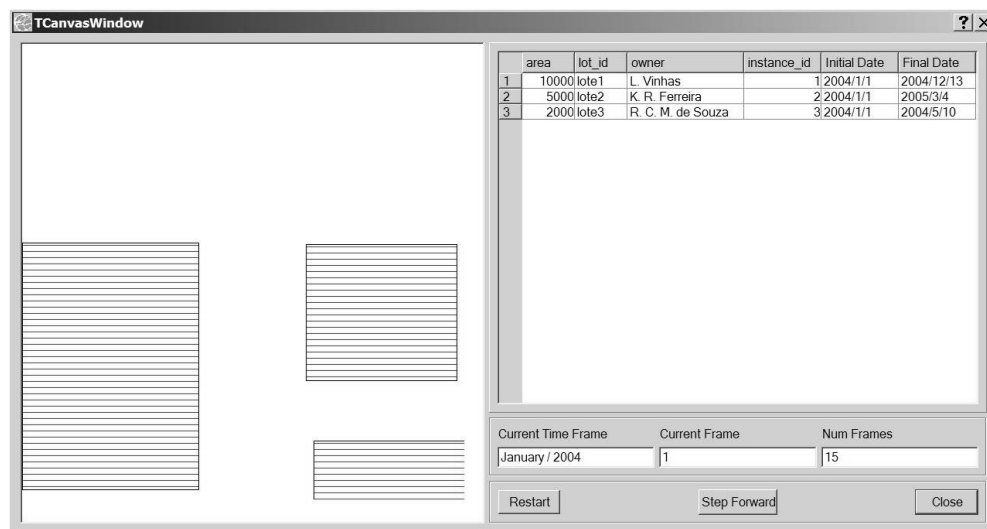 TCanvasWindow
area lot_id owner instance_id Initial Date Final Date
1 10000 lote1 L. Vinhas 1 2004/1/1 2004/12/13
2 5000 lote2 K. R. Ferreira 2 2004/1/1 2005/3/4
3 2000 lote3 R. C. M. de Souza 3 2004/1/1 2004/5/10
Current Time Frame Current Frame Num Frames
January / 2004 1 15
Restart Step Forward Close